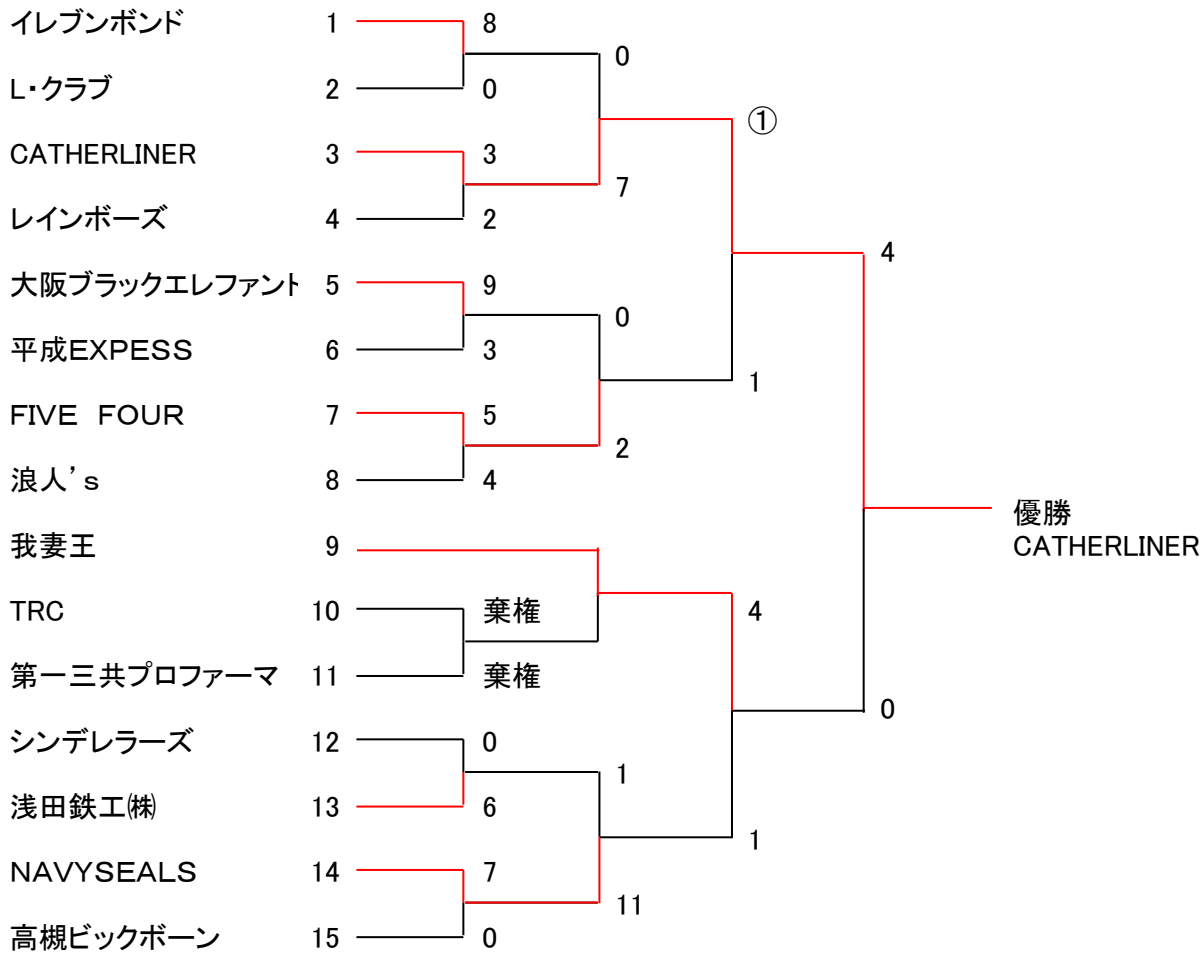 イレブンボンド 1 8
0
L・クラブ 2 0
①
CATHERLINER 3 3
7
レインボーズ 4 2
4
大阪ブラックエレファント 5 9
0
平成EXPESS 6 3
1
FIVE FOUR 7 5
2
浪人’s 8 4
優勝
我妻王 9
CATHERLINER
TRC 10 棄権 4
第一三共プロファーマ 11 棄権
0
シンデレラーズ 12 0
1
浅田鉄工㈱ 13 6
1
NAVYSEALS 14 7
11
高槻ビックボーン 15 0